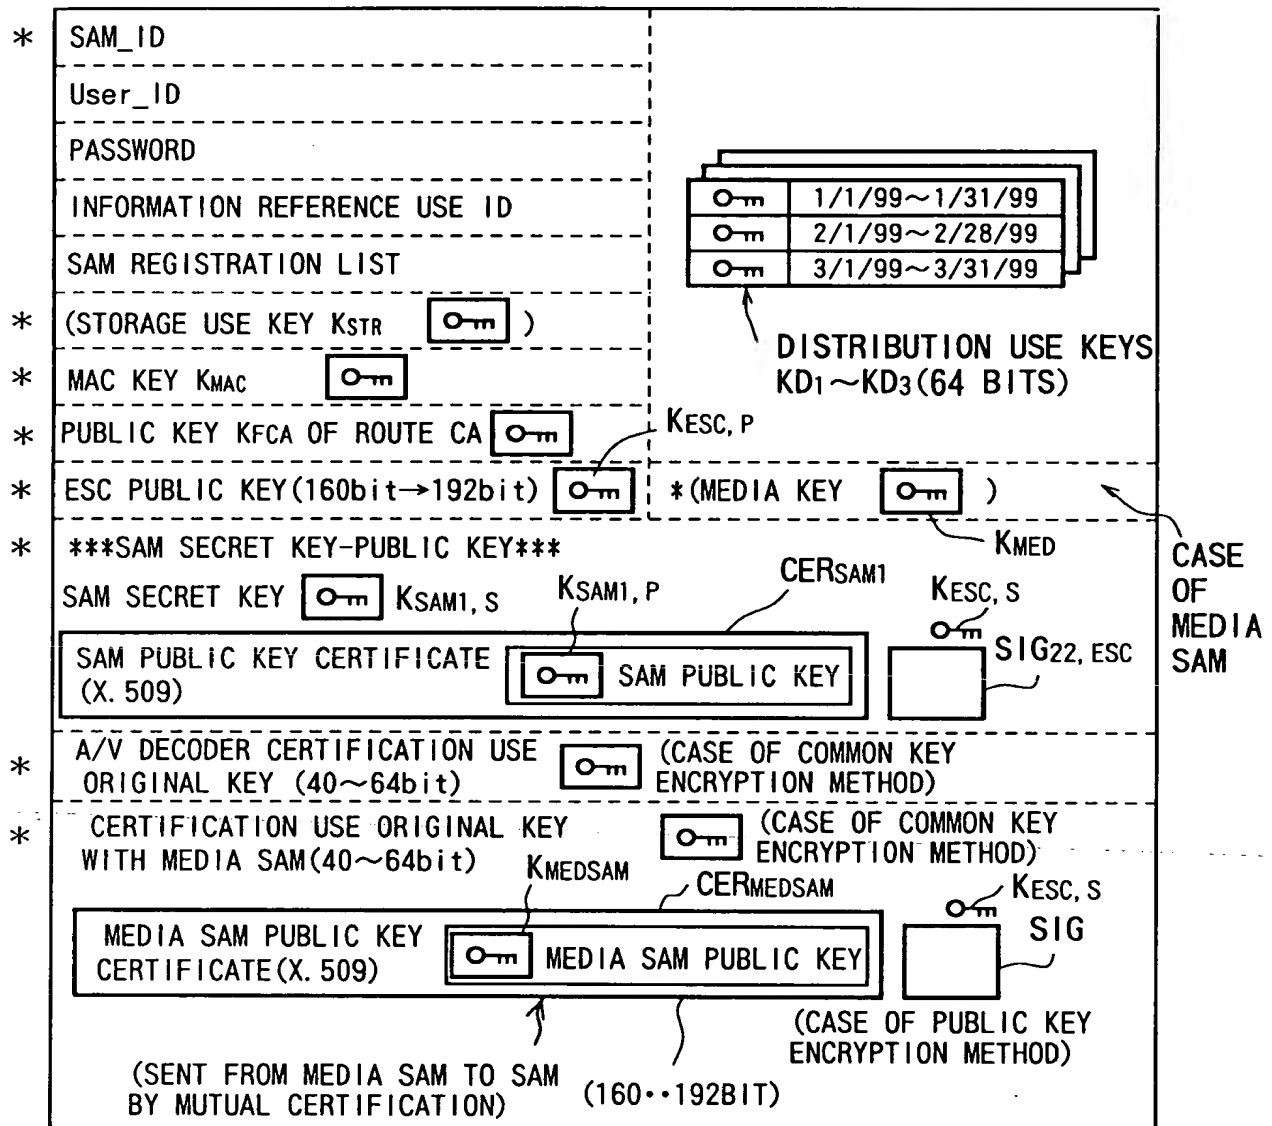 * SAM_ID
User_ID
PASSWORD
INFORMATION REFERENCE USE ID
SAM REGISTRATION LIST
* (STORAGE USE KEY KSTR )
* MAC KEY KMAC
* PUBLIC KEY KFCA OF ROUTE CA
KESC, P
* ESC PUBLIC KEY(160bit→192bit)
1/1/99~1/31/99
2/1/99~2/28/99
3/1/99~3/31/99
DISTRIBUTION USE KEYS
KD1~KD3(64 BITS)
*(MEDIA KEY )
KMED
CASE
OF
MEDIA
SAM
* ***SAM SECRET KEY-PUBLIC KEY***
SAM SECRET KEY KSAM1, S
KSAM1, P
CERSAM1
KESC, S
SIG22, ESC
SAM PUBLIC KEY CERTIFICATE
(X. 509)
SAM PUBLIC KEY
* A/V DECODER CERTIFICATION USE
ORIGINAL KEY (40~64bit)
(CASE OF COMMON KEY
ENCRYPTION METHOD)
* CERTIFICATION USE ORIGINAL KEY
WITH MEDIA SAM(40~64bit)
(CASE OF COMMON KEY
ENCRYPTION METHOD)
KMEDSAM
CERMEDSAM
KESC, S
SIG
MEDIA SAM PUBLIC KEY
CERTIFICATE(X. 509)
MEDIA SAM PUBLIC KEY
(CASE OF PUBLIC KEY
ENCRYPTION METHOD)
(SENT FROM MEDIA SAM TO SAM
BY MUTUAL CERTIFICATION)
(160··192BIT)